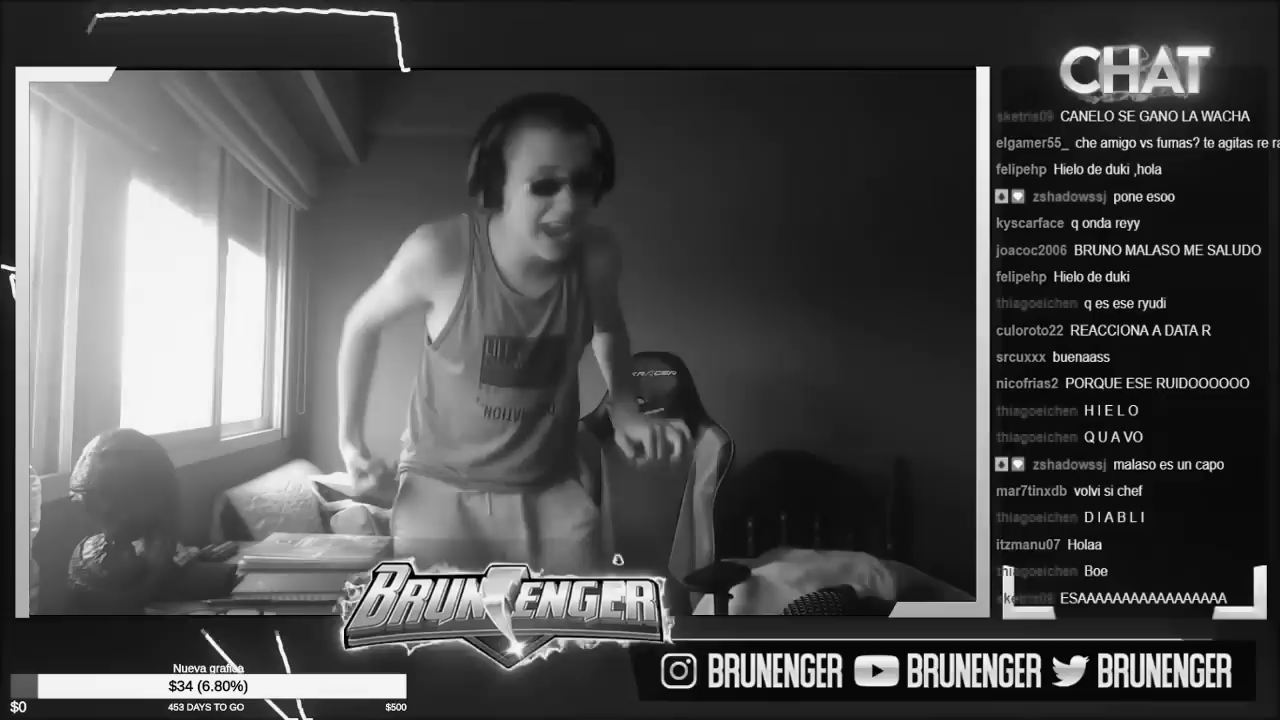 CHAT
sketris09 CANELO SE GANO LA WACHA
elgamer55_ che amigo vs fumas? te agitas re
felipehp Hielo de duki ,hola
zshadowssj pone esoo
kyscarface q onda reyy
joacoc2006 BRUNO MALASO ME SALUDO
felipehp Hielo de duki
thiagoeichen q es ese ryudi
culoroto22 REACCIONA A DATA R
srcuxxx buenaass
nicofrias2 PORQUE ESE RUIDOOOOOO
thiagoeichen H I E L O
thiagoeichen Q U A VO
zshadowssj malaso es un capo
mar7tinxdb volvi si chef
thiagoeichen D I A B L I
itzmanu07 Holaa
thiagoeichen Boe
ESAAAAAAAAAAAAAAAAA
XRACER
BRUNENGER
BRUNENGER
BRUNENGER
BRUNENGER
Nueva grafica
$34 (6.80%)
$0
453 DAYS TO GO
$500